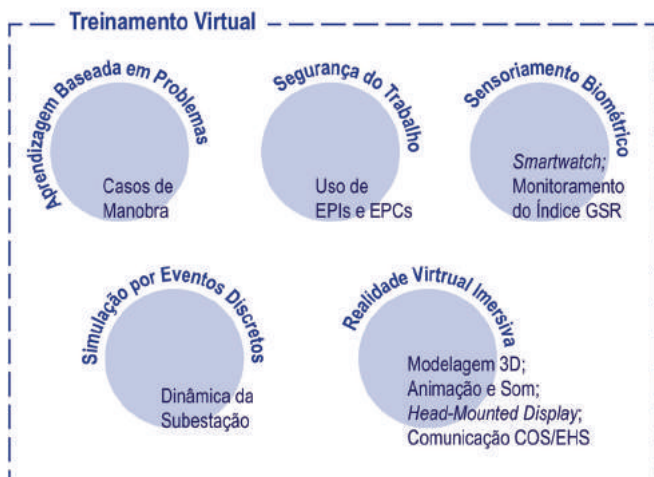 Treinamento Virtual
Aprendizagem Baseada em Problemas
Casos de
Manobra
Segurança do Trabalho
Uso de
EPIs e EPCs
Sensoriamento Biométrico
Smartwatch;
Monitoramento
do Índice GSR
Simulação por Eventos Discretos
Dinâmica da
Subestação
Realidade Virtrual Imersiva
Modelagem 3D;
Animação e Som;
Head-Mounted Display;
Comunicação COS/EHS